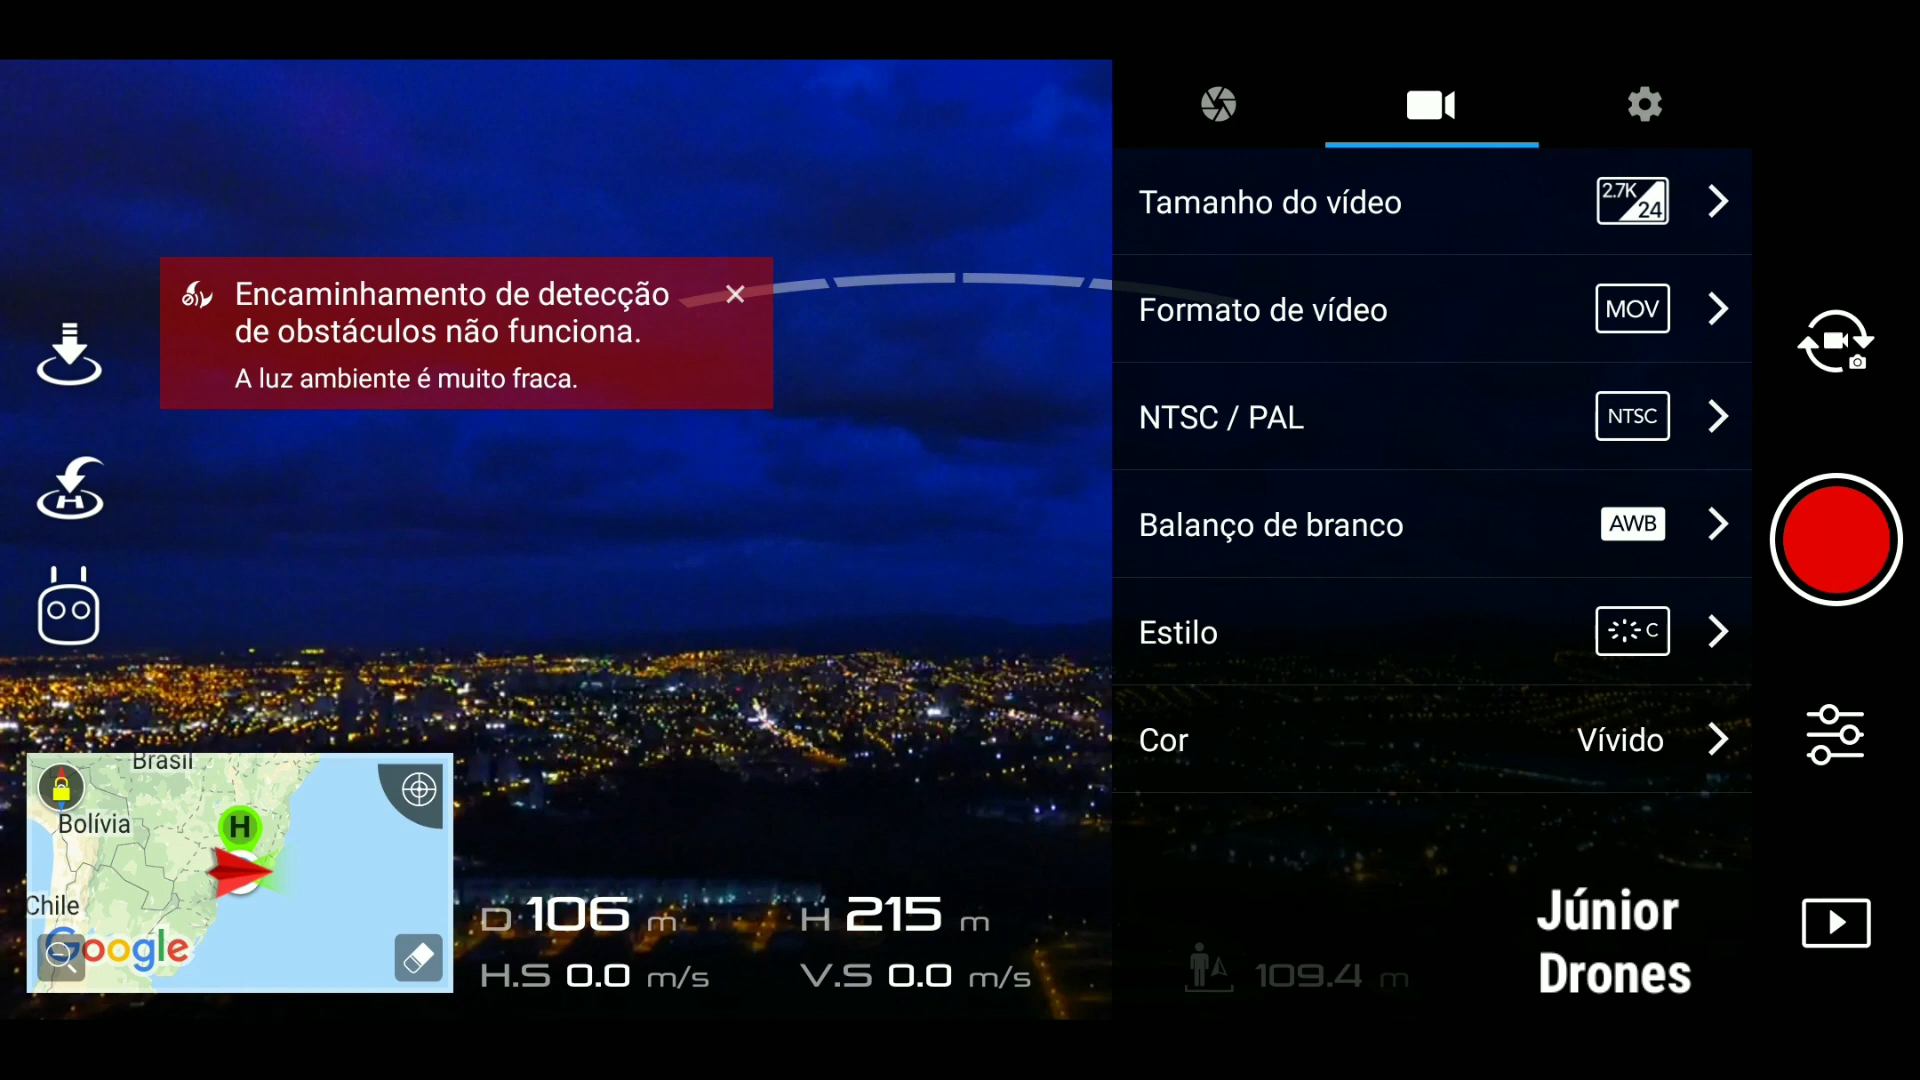 Encaminhamento de detecção
de obstáculos não funciona.
A luz ambiente é muito fraca.
Tamanho do vídeo 2.7K 24
Formato de vídeo MOV
NTSC / PAL NTSC
Balanço de branco AWB
Estilo C
Cor Vívido
Brasil
Bolívia
H
Chile
Google
D 106 m H 215 m
H.S 0.0 m/s V.S 0.0 m/s
109.4 m
Júnior
Drones